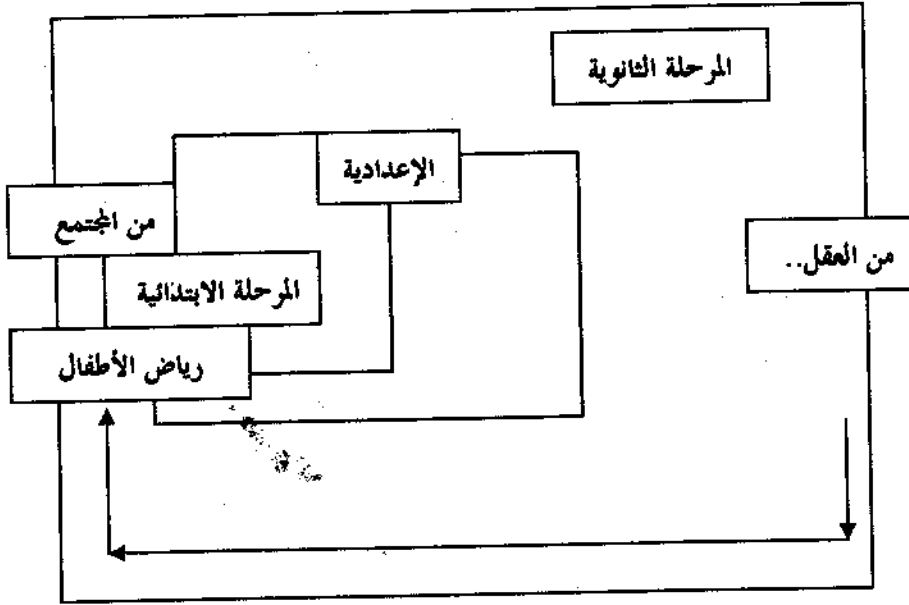 المرحلة الثانوية
الإعدادية
من المجتمع
من العقل..
المرحلة الابتدائية
رياض الأطفال